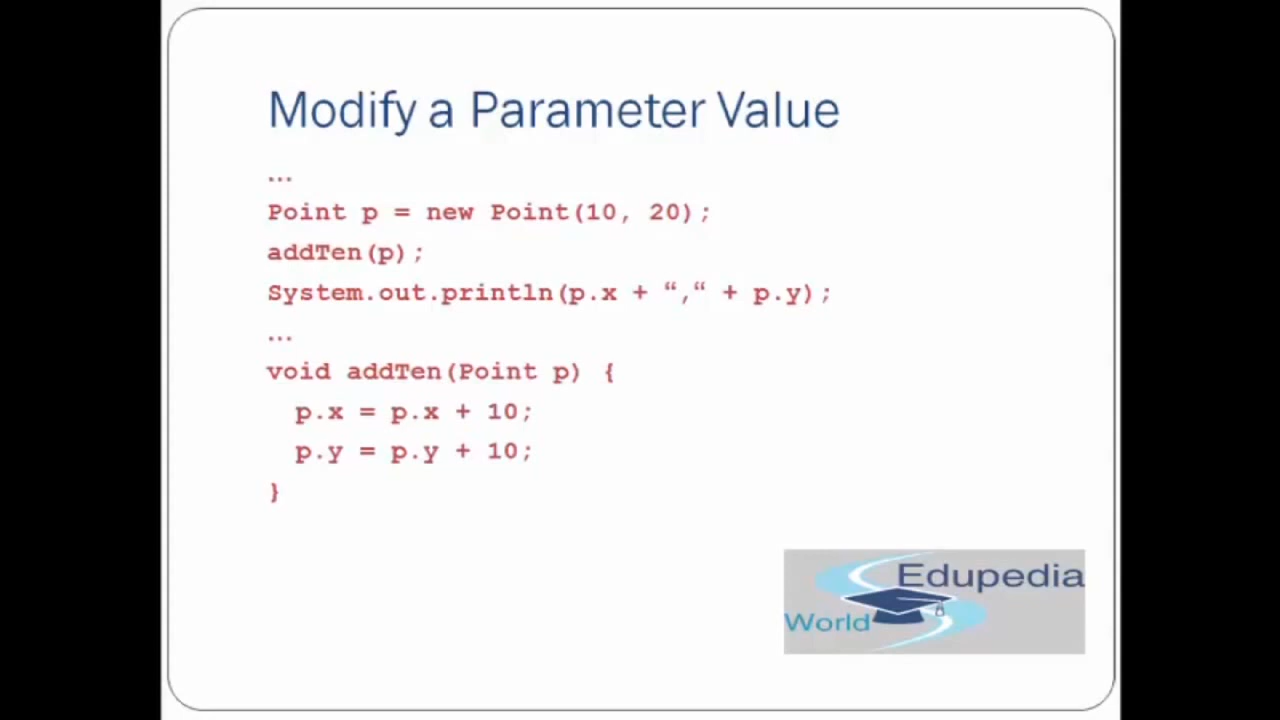 Modify a Parameter Value
...
Point p = new Point(10, 20);
addTen(p);
System.out.println(p.x + “,“ + p.y);
...
void addTen(Point p) {
p.x = p.x + 10;
p.y = p.y + 10;
}
Edupedia
World